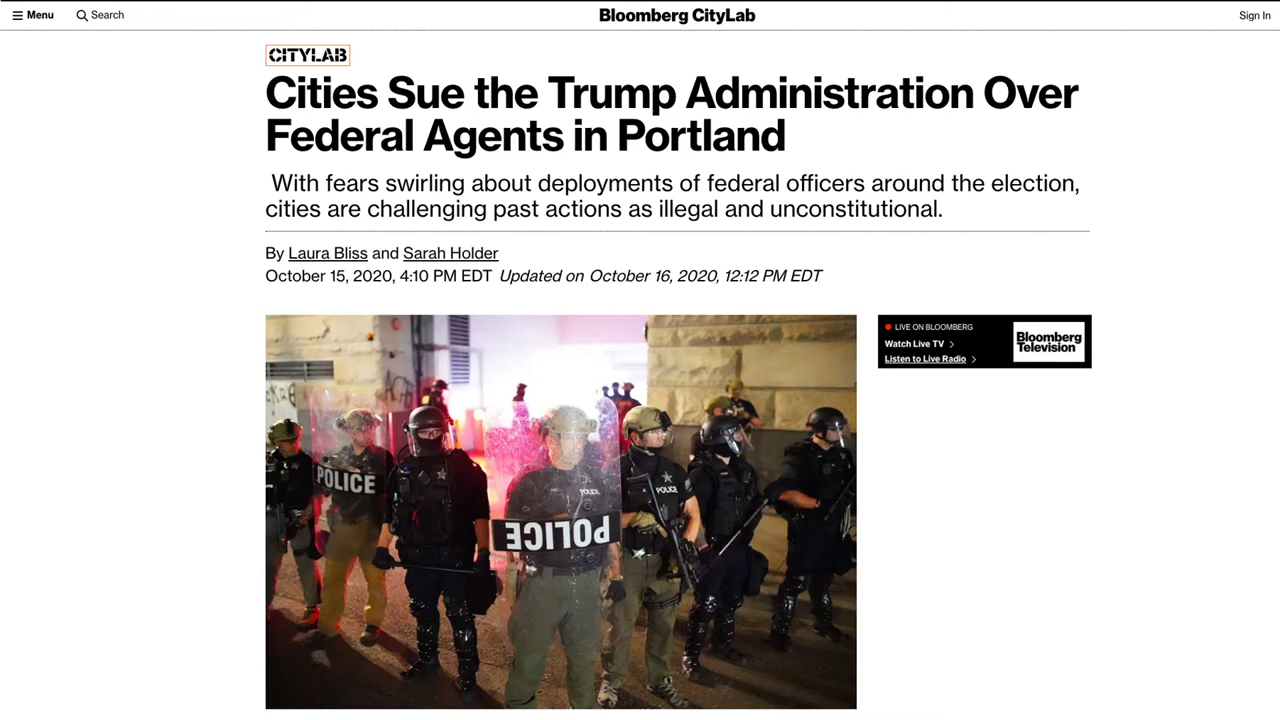 Menu
Search
Bloomberg CityLab
Sign In
CITYLAB
Cities Sue the Trump Administration Over
Federal Agents in Portland
With fears swirling about deployments of federal officers around the election,
cities are challenging past actions as illegal and unconstitutional.
By Laura Bliss and Sarah Holder
October 15, 2020, 4:10 PM EDT Updated on October 16, 2020, 12:12 PM EDT
LIVE ON BLOOMBERG
Watch Live TV
Listen to Live Radio
Bloomberg
Television
POLICE
POLICE
POLICE
POLICE